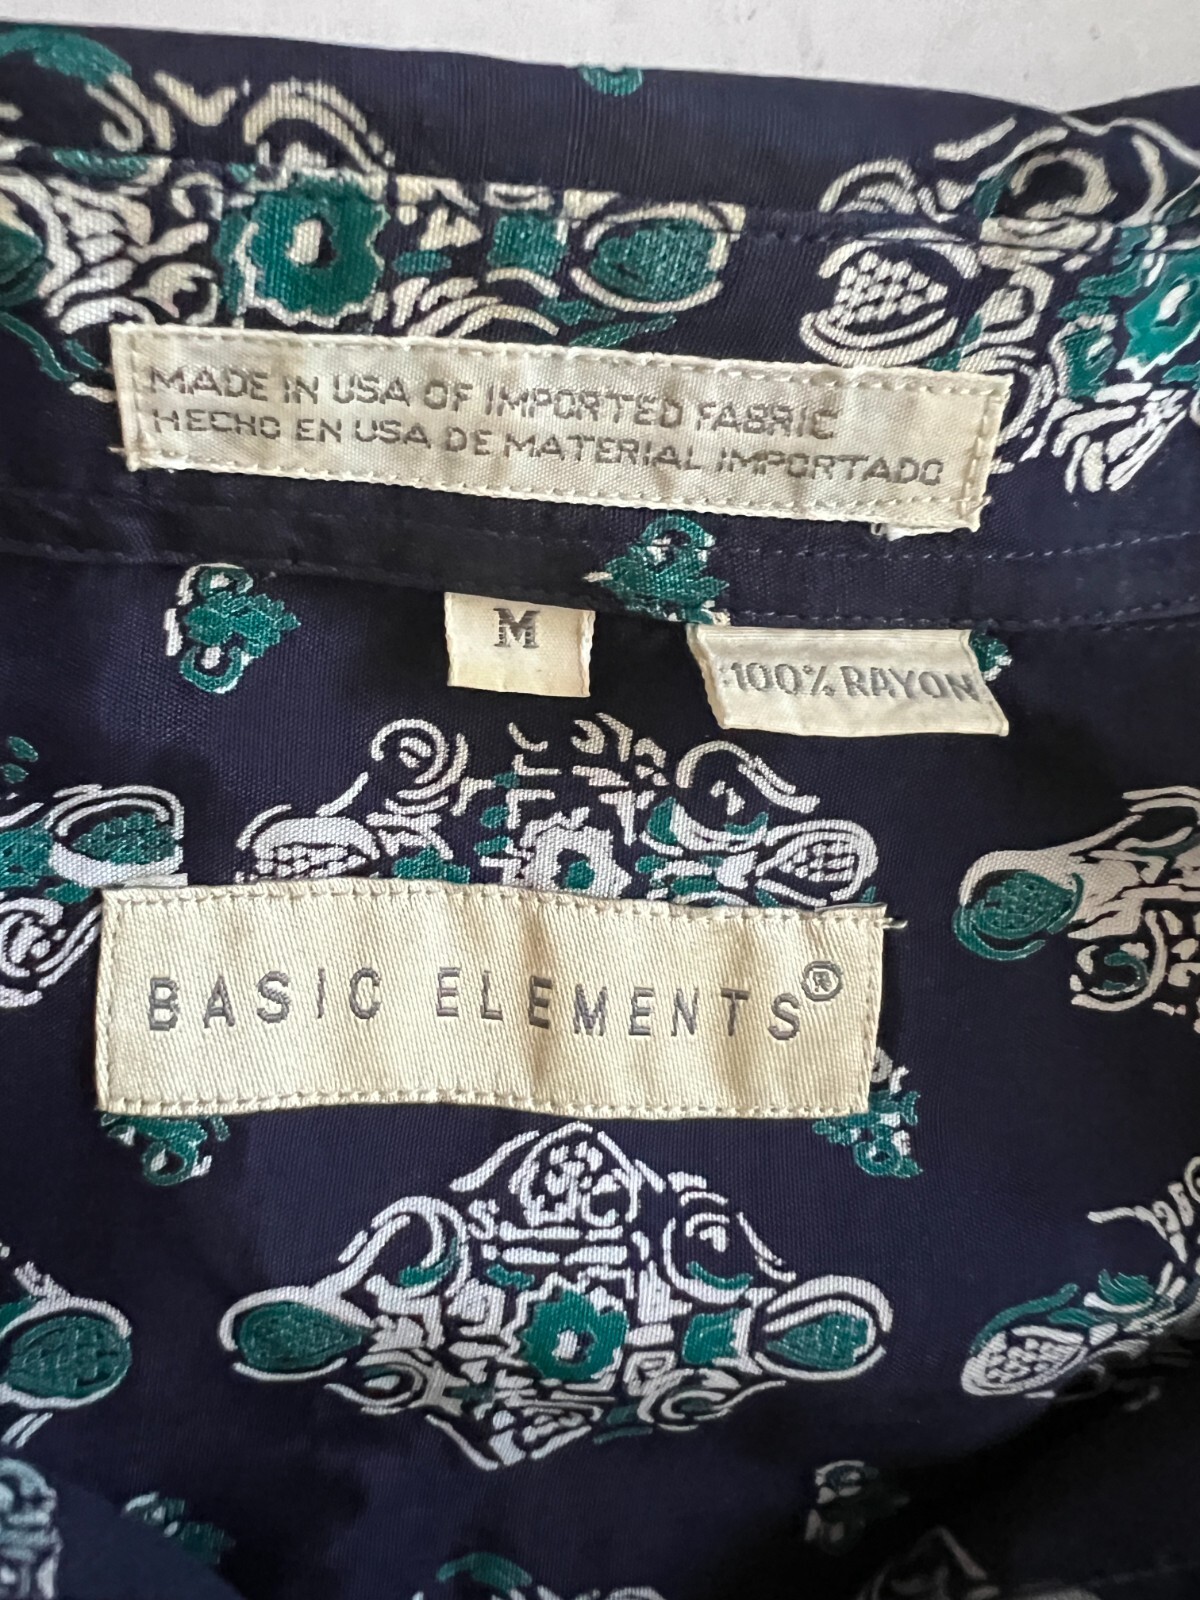 MADE IN USA OF IMPORTED FABRIC
HECHO EN USA DE MATERIAL IMPORTADO
M
100% RAYON
BASIC ELEMENTS®